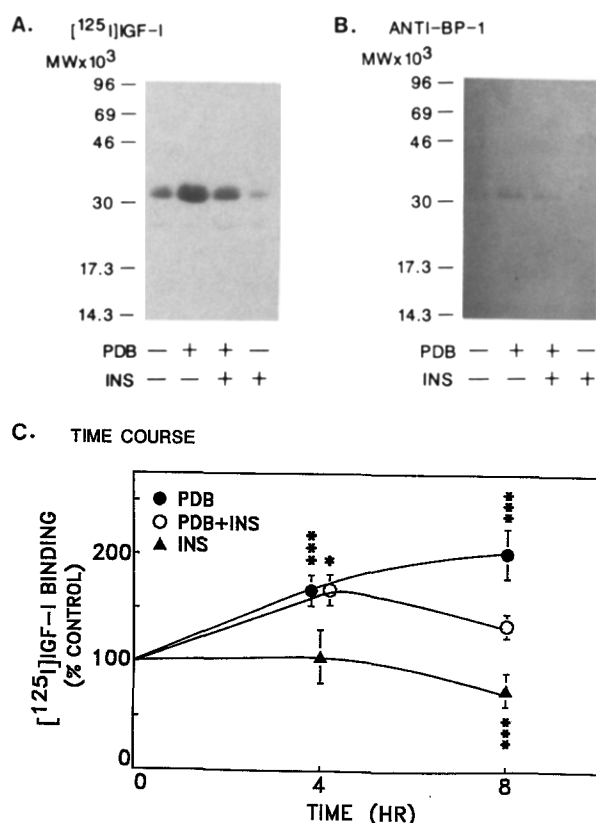 A. [125I]IGF-I
MWx10³
96 —
69 —
46 —
30 —
17.3 —
14.3 —
PDB — + + —
INS — — + +
B. ANTI-BP-1
MWx10³
96 —
69 —
46 —
30 —
17.3 —
14.3 —
PDB — + + —
INS — — + +
C. TIME COURSE
[¹²⁵I]IGF-I BINDING
(% CONTROL)
200
100
0
● PDB
○ PDB+INS
▲ INS
***
*
***
***
0 4 8
TIME (HR)